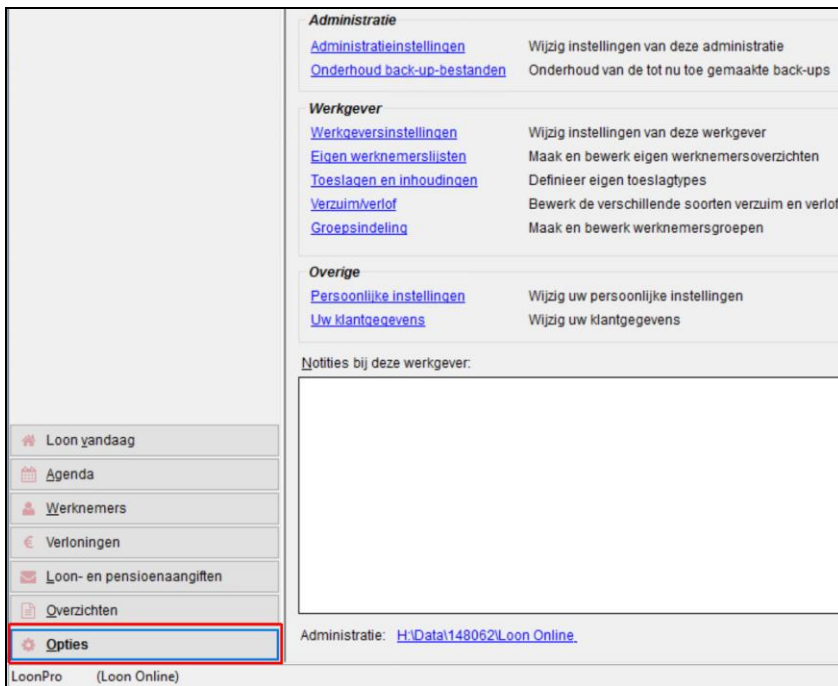 Administratie
Administratieinstellingen Wijzig instellingen van deze administratie
Onderhoud back-up-bestanden Onderhoud van de tot nu toe gemaakte back-ups
Werkgever
Werkgeversinstellingen Wijzig instellingen van deze werkgever
Eigen werknemerslijsten Maak en bewerk eigen werknemersoverzichten
Toeslagen en inhoudingen Definieer eigen toeslagtypes
Verzuim/verlof Bewerk de verschillende soorten verzuim en verlof
Groepsindeling Maak en bewerk werknemersgroepen
Overige
Persoonlijke instellingen Wijzig uw persoonlijke instellingen
Uw klantgegevens Wijzig uw klantgegevens
Notities bij deze werkgever:
Loon vandaag
Agenda
Werknemers
€ Verloningen
Loon- en pensioenaangiften
Overzichten
Opties
Administratie: H:\Data\148062\Loon Online
LoonPro (Loon Online)